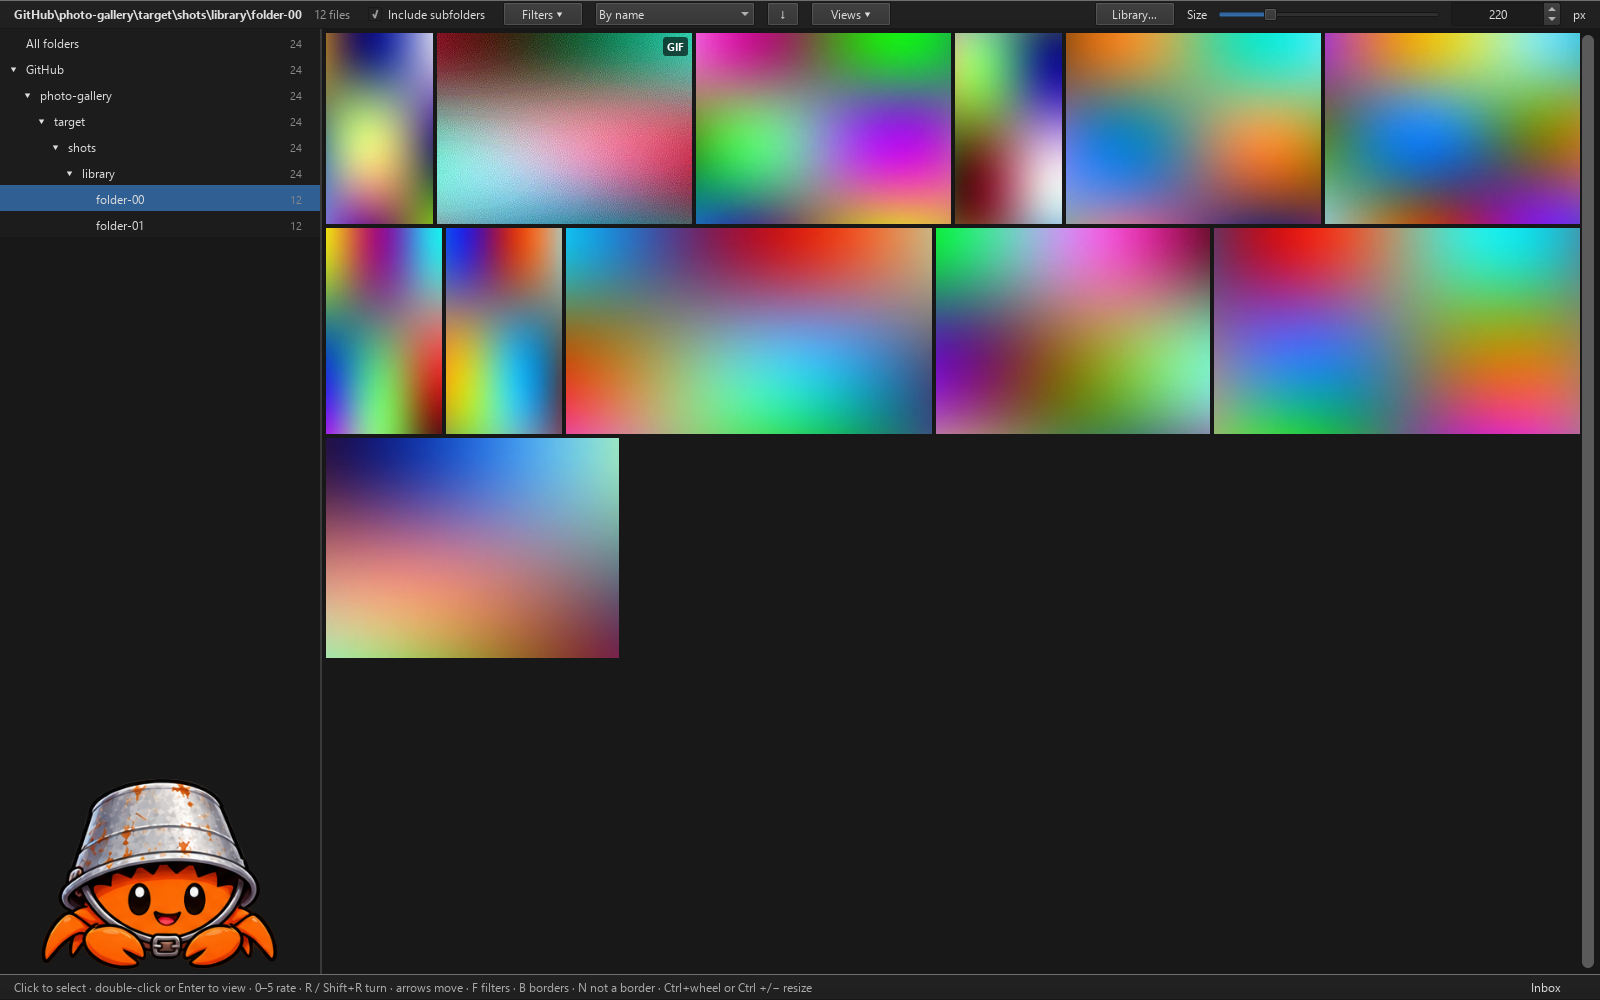 GitHub\photo-gallery\target\shots\library\folder-00 12 files ✓ Include subfolders Filters ▾ By name ↓ Views ▾ Library... Size 220 px
All folders 24
GitHub 24
photo-gallery 24
target 24
shots 24
library 24
folder-00 12
folder-01 12
GIF
Click to select · double-click or Enter to view · 0–5 rate · R / Shift+R turn · arrows move · F filters · B borders · N not a border · Ctrl+wheel or Ctrl +/− resize Inbox